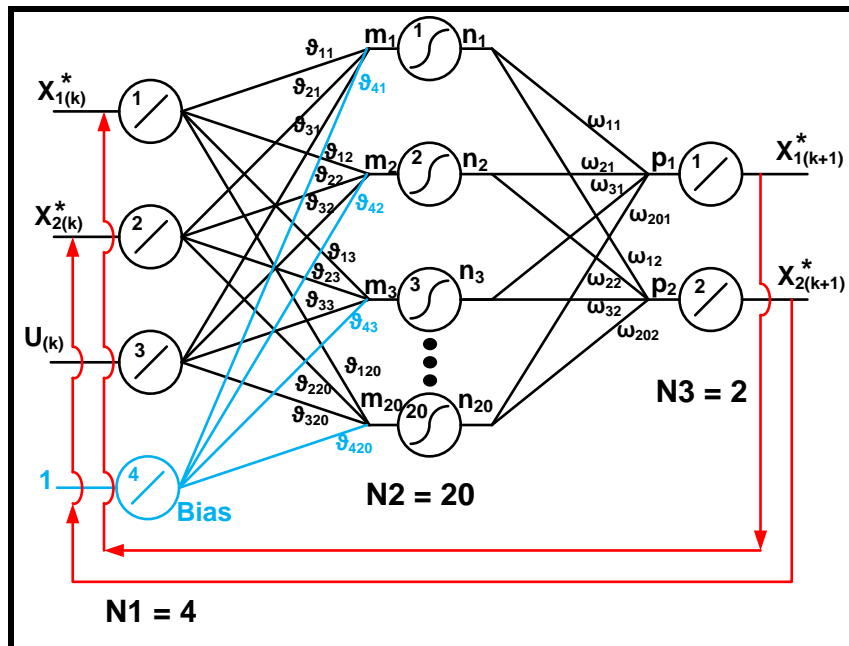 X*1(k)
X*2(k)
U(k)
1
1
2
3
4
Bias
N1 = 4
ϑ11
ϑ21
ϑ31
ϑ41
ϑ12
ϑ22
ϑ32
ϑ42
ϑ13
ϑ23
ϑ33
ϑ43
ϑ120
ϑ220
ϑ320
ϑ420
m1 1 n1
m2 2 n2
m3 3 n3
m20 20 n20
N2 = 20
ω11
ω21
ω31
ω201
ω12
ω22
ω32
ω202
p1 1 X*1(k+1)
p2 2 X*2(k+1)
N3 = 2